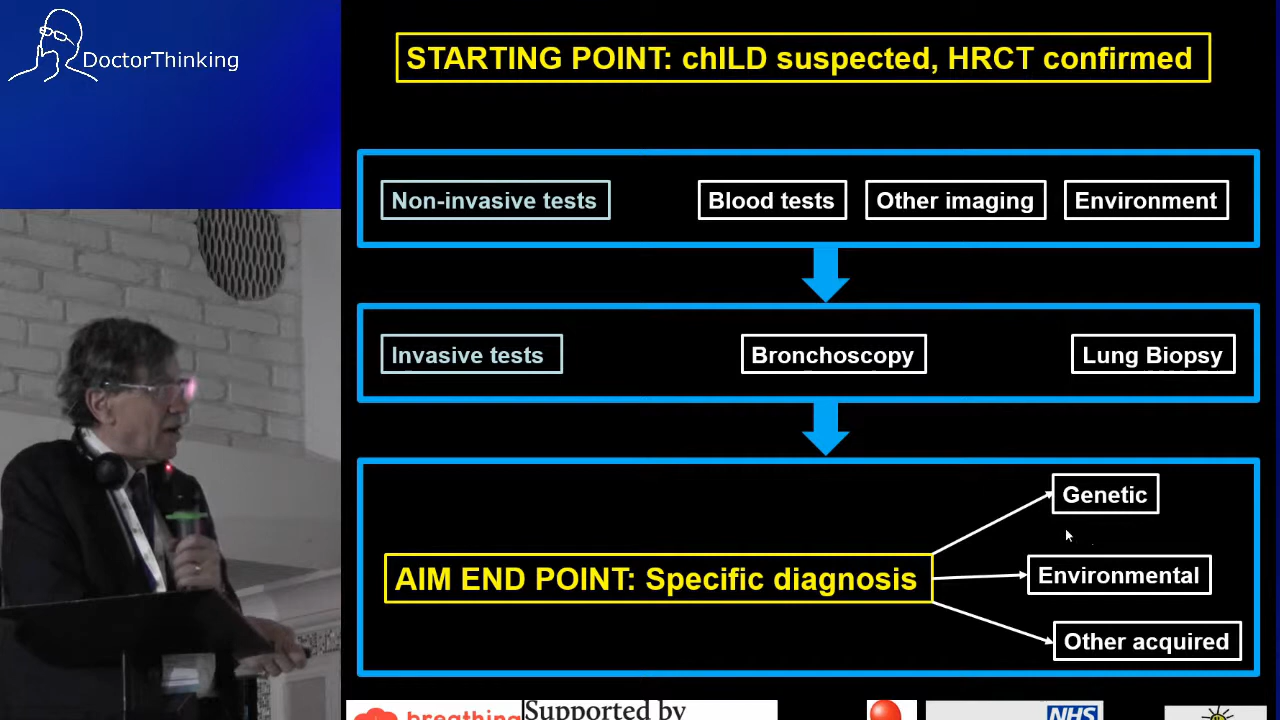 DoctorThinking
STARTING POINT: chILD suspected, HRCT confirmed
Non-invasive tests
Blood tests
Other imaging
Environment
Invasive tests
Bronchoscopy
Lung Biopsy
AIM END POINT: Specific diagnosis
Genetic
Environmental
Other acquired
breathing
Supported by
NHS